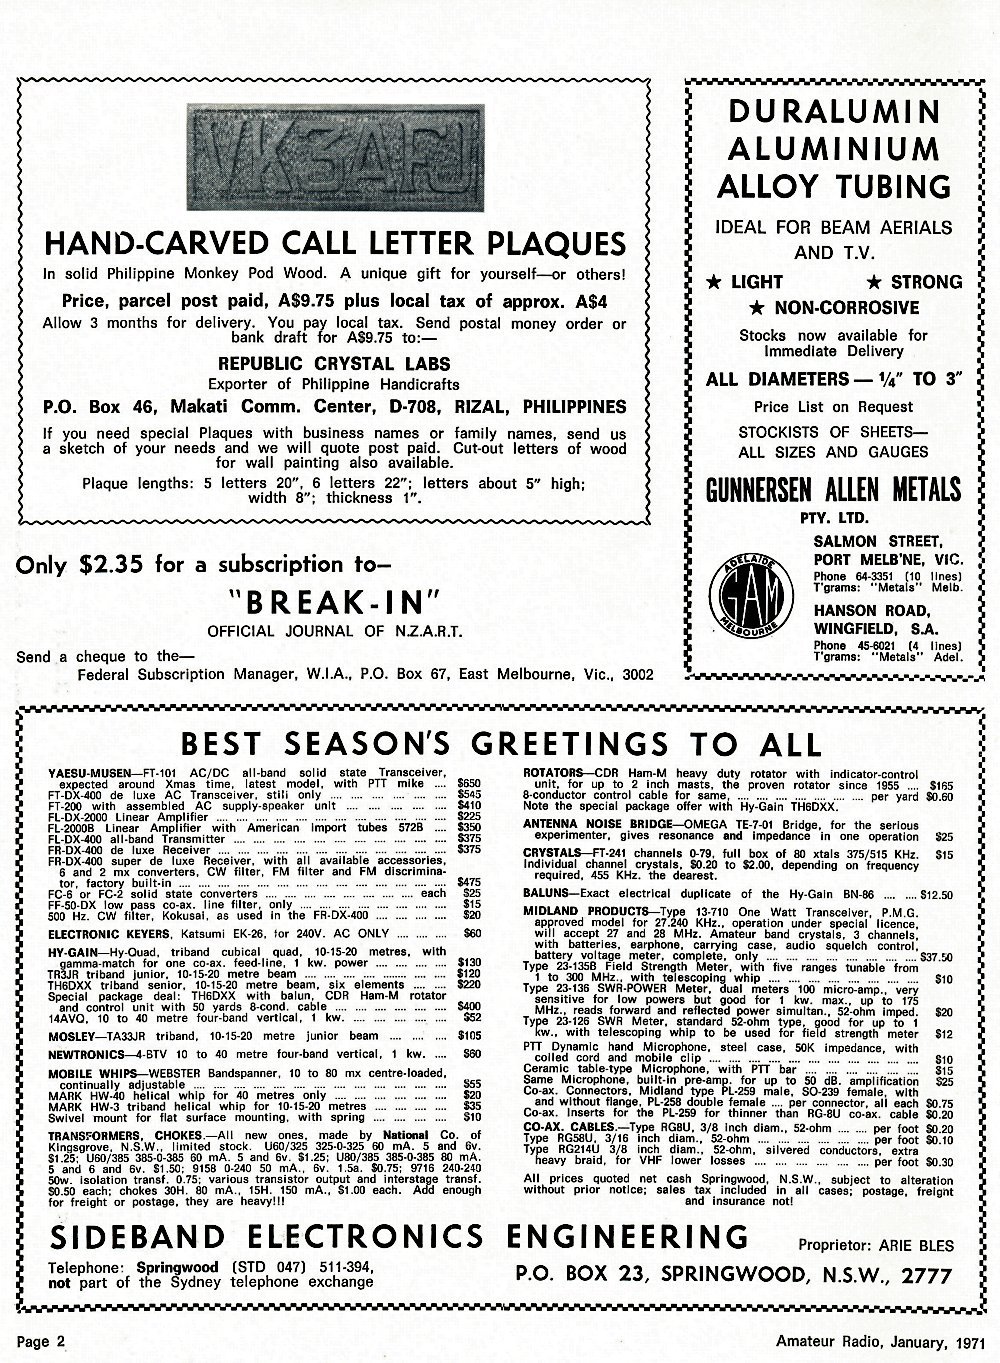 VK3AFJ
HAND-CARVED CALL LETTER PLAQUES
In solid Philippine Monkey Pod Wood. A unique gift for yourself—or others!
Price, parcel post paid, A$9.75 plus local tax of approx. A$4
Allow 3 months for delivery. You pay local tax. Send postal money order or
bank draft for A$9.75 to:—
REPUBLIC CRYSTAL LABS
Exporter of Philippine Handicrafts
P.O. Box 46, Makati Comm. Center, D-708, RIZAL, PHILIPPINES
If you need special Plaques with business names or family names, send us
a sketch of your needs and we will quote post paid. Cut-out letters of wood
for wall painting also available.
Plaque lengths: 5 letters 20", 6 letters 22"; letters about 5" high;
width 8"; thickness 1".
DURALUMIN
ALUMINIUM
ALLOY TUBING
IDEAL FOR BEAM AERIALS
AND T.V.
★ LIGHT ★ STRONG
★ NON-CORROSIVE
Stocks now available for
Immediate Delivery
ALL DIAMETERS — ¼" TO 3"
Price List on Request
STOCKISTS OF SHEETS—
ALL SIZES AND GAUGES
GUNNERSEN ALLEN METALS
PTY. LTD.
SALMON STREET,
PORT MELB'NE, VIC.
Phone 64-3351 (10 lines)
T'grams: "Metals" Melb.
HANSON ROAD,
WINGFIELD, S.A.
Phone 45-6021 (4 lines)
T'grams: "Metals" Adel.
ADELAIDE
GAM
MELBOURNE
Only $2.35 for a subscription to—
"BREAK-IN"
OFFICIAL JOURNAL OF N.Z.A.R.T.
Send a cheque to the—
Federal Subscription Manager, W.I.A., P.O. Box 67, East Melbourne, Vic., 3002
BEST SEASON'S GREETINGS TO ALL
YAESU-MUSEN—FT-101 AC/DC all-band solid state Transceiver,
expected around Xmas time, latest model, with PTT mike .... $650
FT-DX-400 de luxe AC Transceiver, still only .... .... .... .... $545
FT-200 with assembled AC supply-speaker unit .... .... .... $410
FL-DX-2000 Linear Amplifier .... .... .... .... .... .... $225
FL-2000B Linear Amplifier with American import tubes 572B .... $350
FL-DX-400 all-band Transmitter .... .... .... .... .... .... $375
FR-DX-400 de luxe Receiver .... .... .... .... .... .... $375
FR-DX-400 super de luxe Receiver, with all available accessories,
6 and 2 mx converters, CW filter, FM filter and FM discrimina-
tor, factory built-in .... .... .... .... .... .... .... $475
FC-6 or FC-2 solid state converters .... .... .... .... each $25
FF-50-DX low pass co-ax. line filter, only .... .... .... .... $15
500 Hz. CW filter, Kokusai, as used in the FR-DX-400 .... .... $20
ELECTRONIC KEYERS, Katsumi EK-26, for 240V. AC ONLY .... .... $60
HY-GAIN—Hy-Quad, triband cubical quad, 10-15-20 metres, with
gamma-match for one co-ax. feed-line, 1 kw. power .... .... $130
TR3JR triband junior, 10-15-20 metre beam .... .... .... .... $120
TH6DXX triband senior, 10-15-20 metre beam, six elements .... $220
Special package deal: TH6DXX with balun, CDR Ham-M rotator
and control unit with 50 yards 8-cond. cable .... .... .... $400
14AVQ, 10 to 40 metre four-band vertical, 1 kw. .... .... .... $52
MOSLEY—TA33JR triband, 10-15-20 metre junior beam .... .... $105
NEWTRONICS—4-BTV 10 to 40 metre four-band vertical, 1 kw. .... $60
MOBILE WHIPS—WEBSTER Bandspanner, 10 to 80 mx centre-loaded,
continually adjustable .... .... .... .... .... .... .... $55
MARK HW-40 helical whip for 40 metres only .... .... .... .... $20
MARK HW-3 triband helical whip for 10-15-20 metres .... .... $35
Swivel mount for flat surface mounting, with spring .... .... $10
TRANSFORMERS, CHOKES.—All new ones, made by National Co. of
Kingsgrove, N.S.W., limited stock. U60/325 325-0-325 60 mA. 5 and 6v.
$1.25; U60/385 385-0-385 60 mA. 5 and 6v. $1.25; U80/385 385-0-385 80 mA.
5 and 6 and 6v. $1.50; 9158 0-240 50 mA., 6v. 1.5a. $0.75; 9716 240-240
50w. isolation transf. 0.75; various transistor output and interstage transf.
$0.50 each; chokes 30H. 80 mA., 15H. 150 mA., $1.00 each. Add enough
for freight or postage, they are heavy!!!
ROTATORS—CDR Ham-M heavy duty rotator with indicator-control
unit, for up to 2 inch masts, the proven rotator since 1955 .... $165
8-conductor control cable for same, .... .... .... .... per yard $0.60
Note the special package offer with Hy-Gain TH6DXX.
ANTENNA NOISE BRIDGE—OMEGA TE-7-01 Bridge, for the serious
experimenter, gives resonance and impedance in one operation $25
CRYSTALS—FT-241 channels 0-79, full box of 80 xtals 375/515 KHz. $15
Individual channel crystals, $0.20 to $2.00, depending on frequency
required, 455 KHz. the dearest.
BALUNS—Exact electrical duplicate of the Hy-Gain BN-86 .... .... $12.50
MIDLAND PRODUCTS—Type 13-710 One Watt Transceiver, P.M.G.
approved model for 27.240 KHz., operation under special licence,
will accept 27 and 28 MHz. Amateur band crystals, 3 channels,
with batteries, earphone, carrying case, audio squelch control,
battery voltage meter, complete, only .... .... .... .... .... $37.50
Type 23-135B Field Strength Meter, with five ranges tunable from
1 to 300 MHz., with telescoping whip .... .... .... .... .... $10
Type 23-136 SWR-POWER Meter, dual meters 100 micro-amp., very
sensitive for low powers but good for 1 kw. max., up to 175
MHz., reads forward and reflected power simultan., 52-ohm imped. $20
Type 23-126 SWR Meter, standard 52-ohm type, good for up to 1
kw., with telescoping whip to be used for field strength meter $12
PTT Dynamic hand Microphone, steel case, 50K impedance, with
coiled cord and mobile clip .... .... .... .... .... .... $10
Ceramic table-type Microphone, with PTT bar .... .... .... .... $15
Same Microphone, built-in pre-amp. for up to 50 dB. amplification $25
Co-ax. Connectors, Midland type PL-259 male, SO-239 female, with
and without flange, PL-258 double female .... per connector, all each $0.75
Co-ax. Inserts for the PL-259 for thinner than RG-8U co-ax. cable $0.20
CO-AX. CABLES.—Type RG8U, 3/8 inch diam., 52-ohm .... .... per foot $0.20
Type RG58U, 3/16 inch diam., 52-ohm .... .... .... .... per foot $0.10
Type RG214U 3/8 inch diam., 52-ohm, silvered conductors, extra
heavy braid, for VHF lower losses .... .... .... .... per foot $0.30
All prices quoted net cash Springwood, N.S.W., subject to alteration
without prior notice; sales tax included in all cases; postage, freight
and insurance not!
SIDEBAND ELECTRONICS ENGINEERING
Proprietor: ARIE BLES
Telephone: Springwood (STD 047) 511-394,
not part of the Sydney telephone exchange
P.O. BOX 23, SPRINGWOOD, N.S.W., 2777
Page 2
Amateur Radio, January, 1971